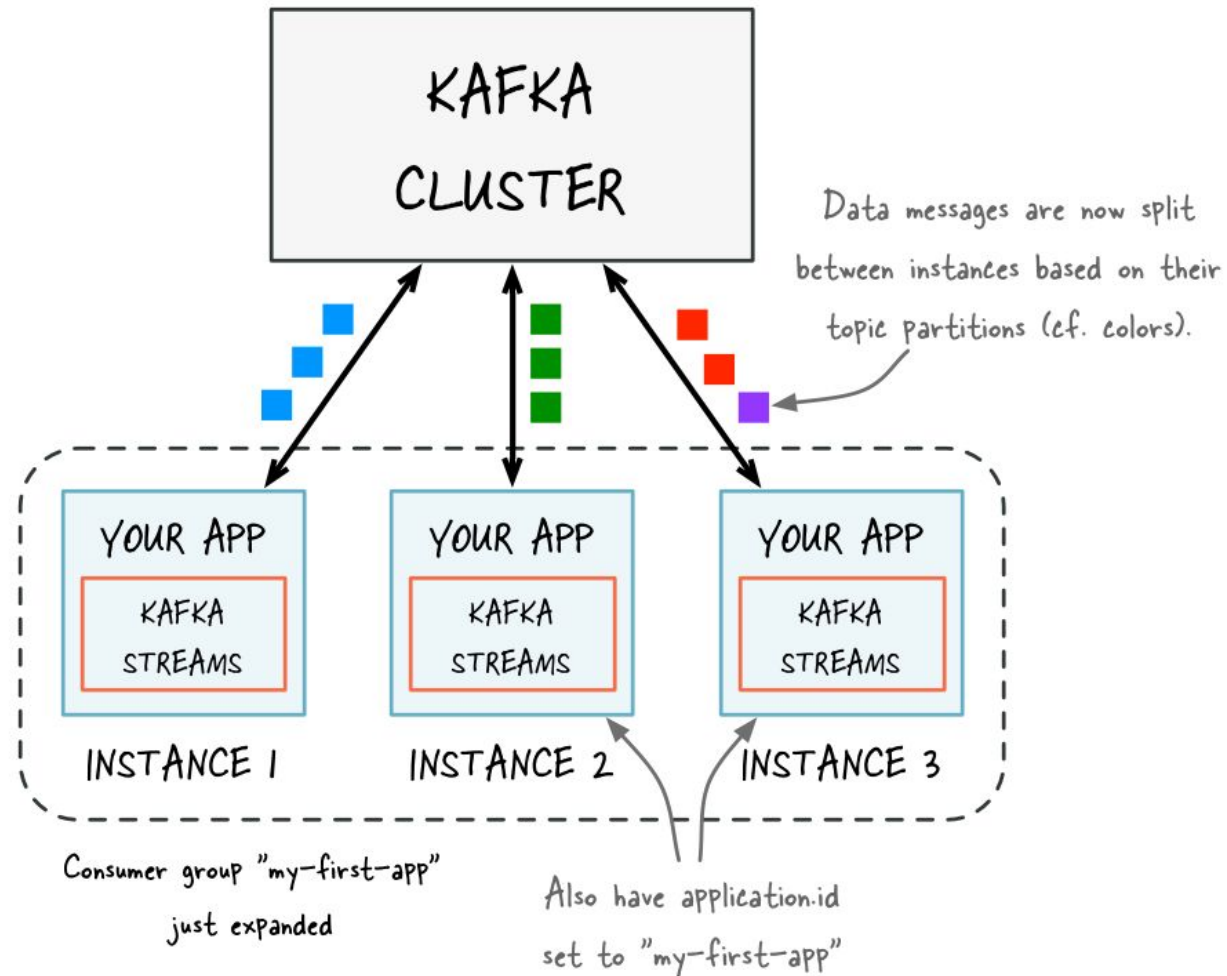 KAFKA
CLUSTER
Data messages are now split
between instances based on their
topic partitions (cf. colors).
YOUR APP
KAFKA
STREAMS
INSTANCE 1
YOUR APP
KAFKA
STREAMS
INSTANCE 2
YOUR APP
KAFKA
STREAMS
INSTANCE 3
Consumer group "my-first-app"
just expanded
Also have application.id
set to "my-first-app"